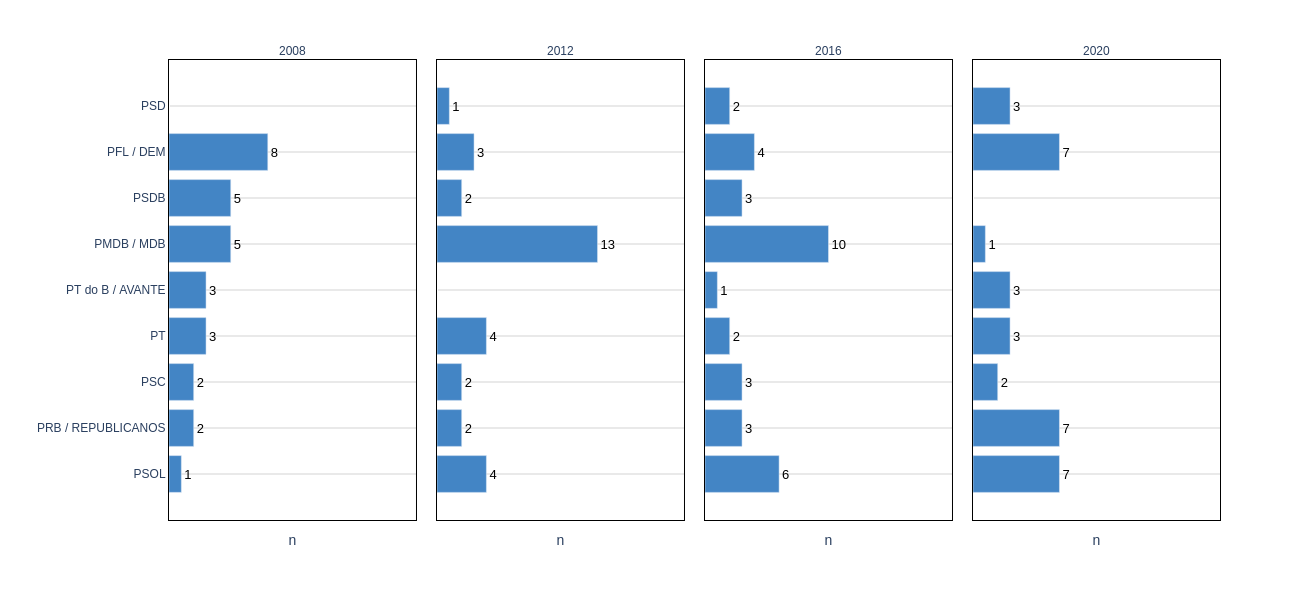 2008 2012 2016 2020
PSD 1 2 3
PFL / DEM 8 3 4 7
PSDB 5 2 3
PMDB / MDB 5 13 10 1
PT do B / AVANTE 3 1 3
PT 3 4 2 3
PSC 2 2 3 2
PRB / REPUBLICANOS 2 2 3 7
PSOL 1 4 6 7
n n n n